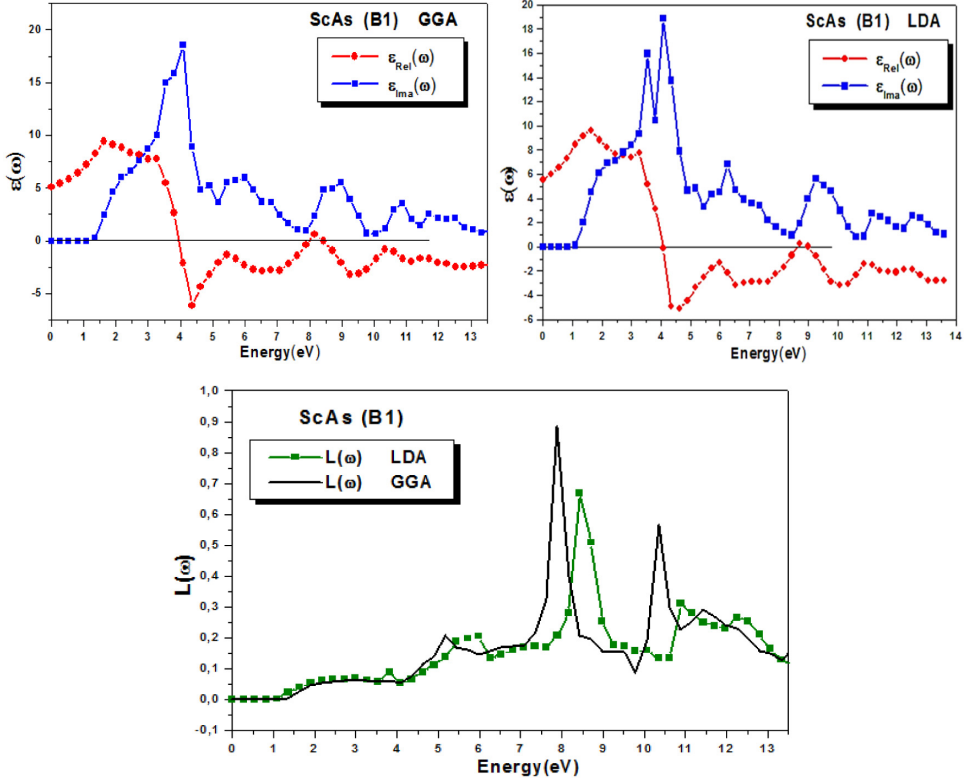 ScAs (B1) GGA
ε_Rel(ω)
ε_Ima(ω)
ε(ω)
25
20
15
10
5
0
-5
0 1 2 3 4 5 6 7 8 9 10 11 12 13
Energy(eV)
ScAs (B1) LDA
ε_Rel(ω)
ε_Ima(ω)
ε(ω)
20
18
16
14
12
10
8
6
4
2
0
-2
-4
-6
0 1 2 3 4 5 6 7 8 9 10 11 12 13 14
Energy(eV)
ScAs (B1)
L(ω) LDA
L(ω) GGA
L(ω)
1,0
0,9
0,8
0,7
0,6
0,5
0,4
0,3
0,2
0,1
0,0
-0,1
0 1 2 3 4 5 6 7 8 9 10 11 12 13
Energy(eV)